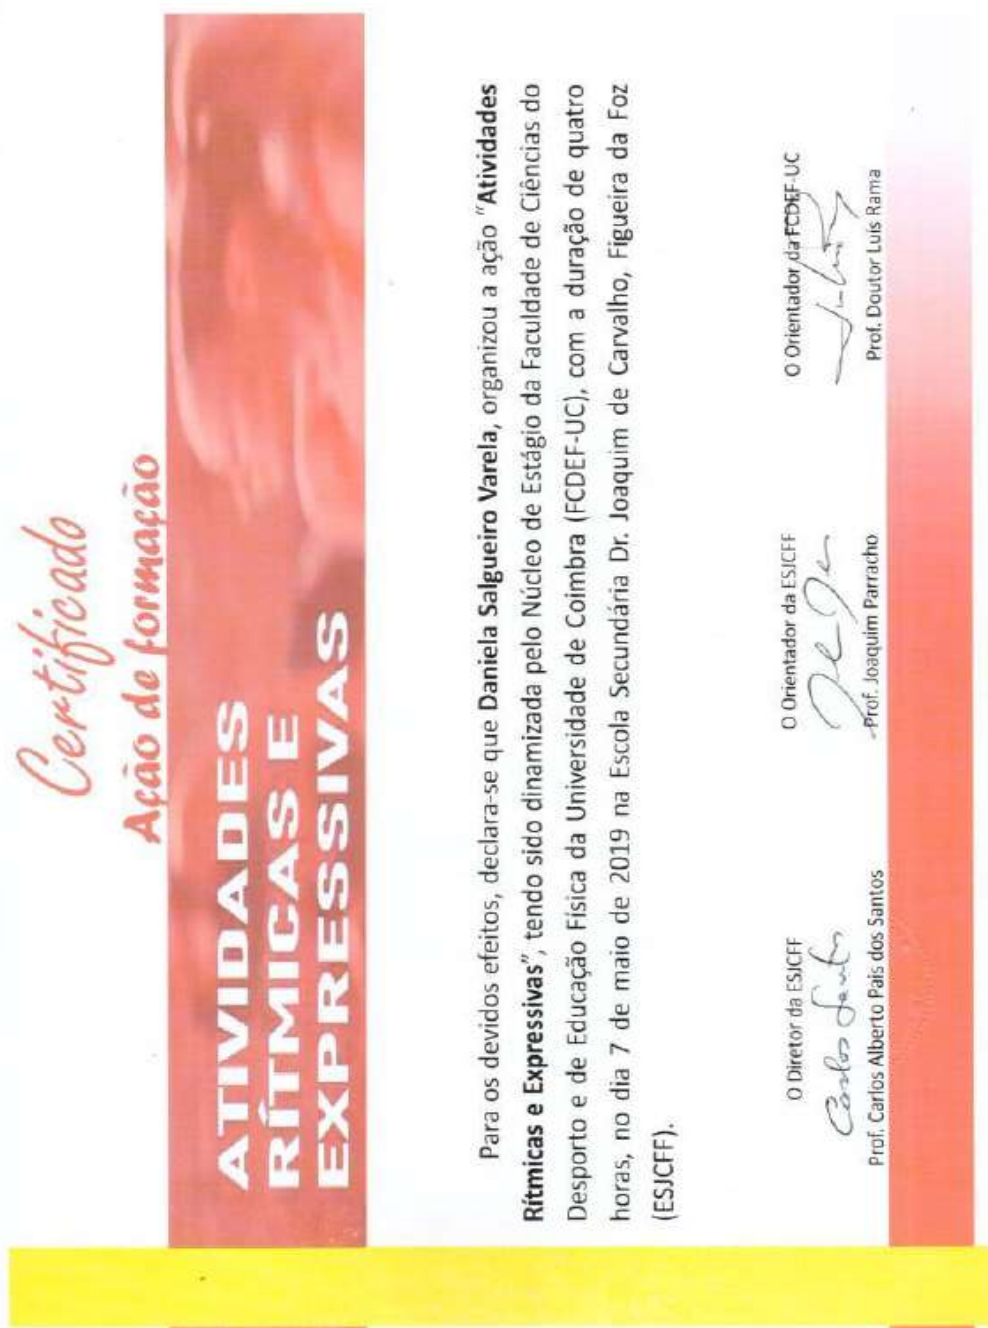 Certificado
Ação de formação
ATIVIDADES
RÍTMICAS E
EXPRESSIVAS
Para os devidos efeitos, declara-se que Daniela Salgueiro Varela, organizou a ação "Atividades
Rítmicas e Expressivas", tendo sido dinamizada pelo Núcleo de Estágio da Faculdade de Ciências do
Desporto e de Educação Física da Universidade de Coimbra (FCDEF-UC), com a duração de quatro
horas, no dia 7 de maio de 2019 na Escola Secundária Dr. Joaquim de Carvalho, Figueira da Foz
(ESJCFF).
O Diretor da ESJCFF
Carlos Santos
Prof. Carlos Alberto Pais dos Santos
O Orientador da ESJCFF
Prof. Joaquim Parracho
O Orientador da FCDEF-UC
Prof. Doutor Luís Rama